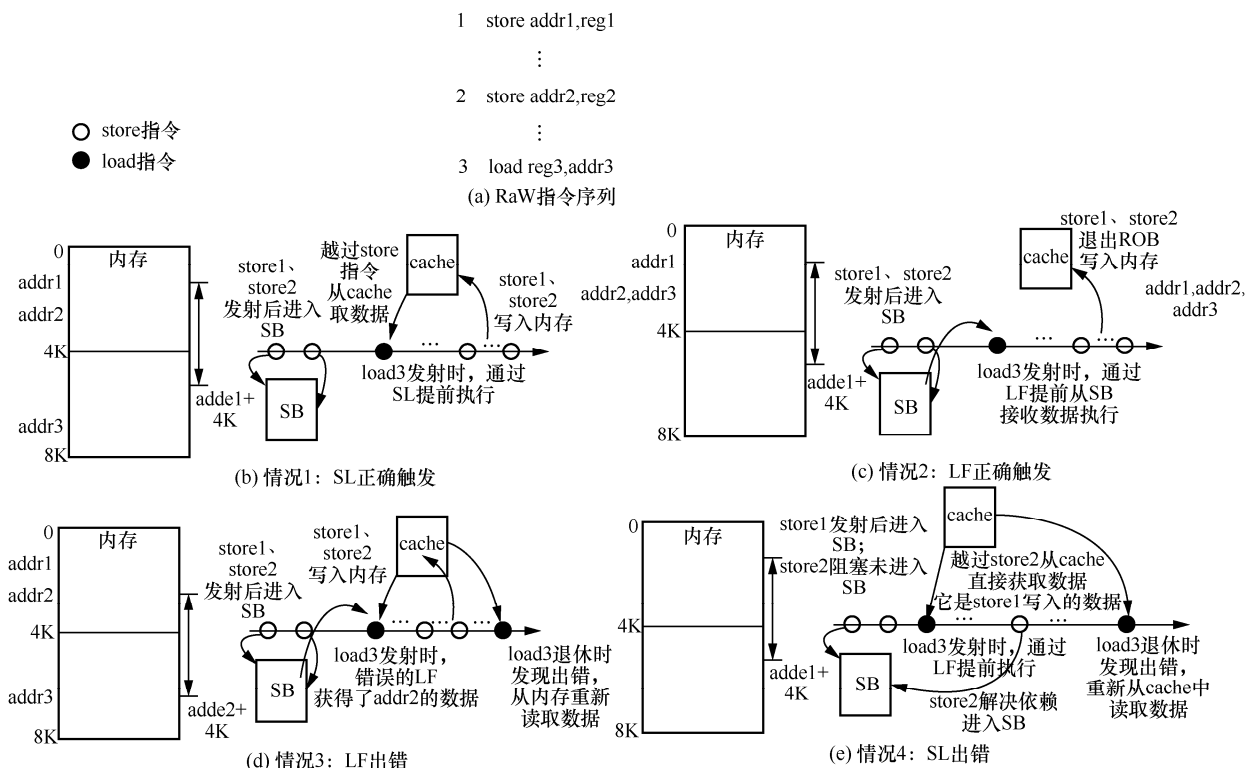 1 store addr1,reg1
⋮
2 store addr2,reg2
⋮
3 load reg3,addr3
(a) RaW指令序列
store指令
load指令
0
内存
addr1
addr2
4K
addr3
8K
adde1+
4K
store1、
store2
发射后进入
SB
SB
越过store
指令
从cache
取数据
cache
store1、
store2
写入内存
...
...
load3发射时，通过
SL提前执行
(b) 情况1：SL正确触发
0
内存
addr1
addr2,addr3
4K
8K
adde1+
4K
store1、store2
发射后进入
SB
SB
cache
store1、store2
退出ROB
写入内存
addr1,addr2,
addr3
...
...
load3发射时，通过
LF提前从SB
接收数据执行
(c) 情况2：LF正确触发
0
内存
addr1
addr2
4K
addr3
8K
adde2+
4K
store1、
store2
发射后进入
SB
SB
store1、
store2
写入内存
cache
...
...
load3发射时，
错误的LF
获得了addr2的数据
load3退休时
发现出错，
从内存重新
读取数据
(d) 情况3：LF出错
0
内存
4K
8K
adde1+
4K
store1发射后进入
SB；
store2阻塞未进入
SB
SB
cache
越过store2从cache
直接获取数据
它是store1写入的数据
...
...
load3发射时，通过
LF提前执行
store2解决依赖
进入SB
load3退休时
发现出错，
重新从cache中
读取数据
(e) 情况4：SL出错